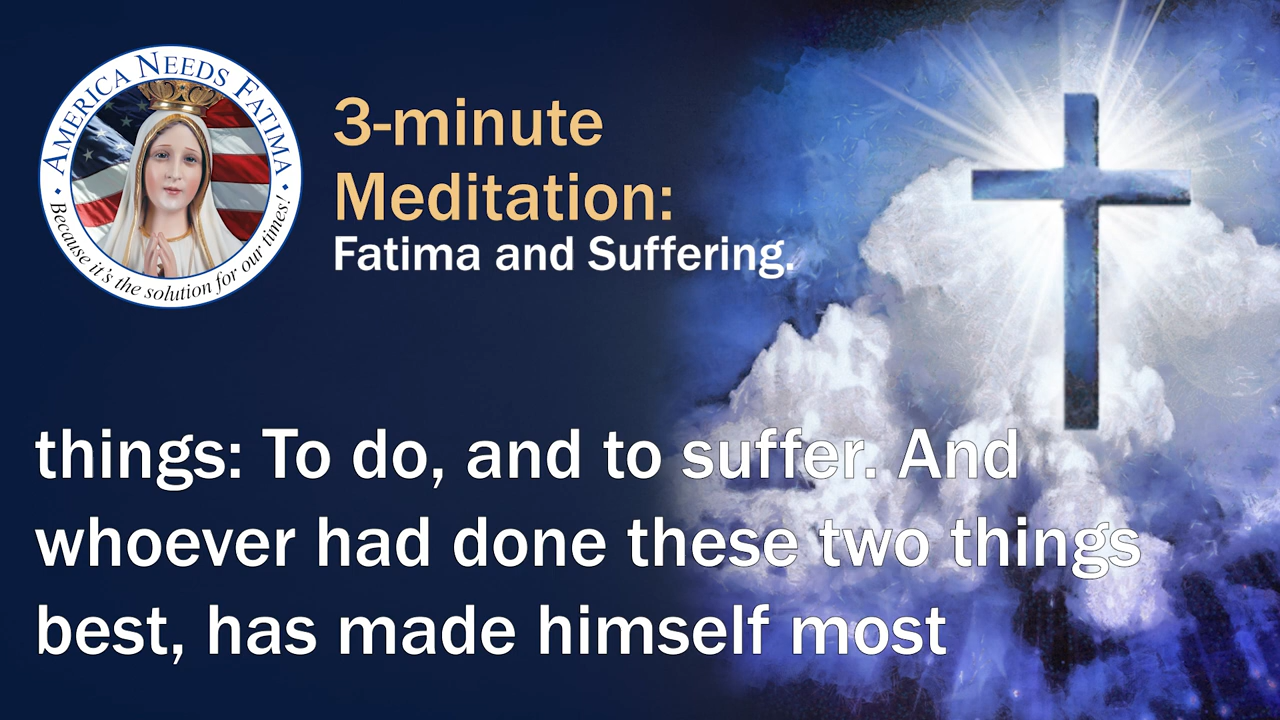 AMERICA NEEDS FATIMA
Because it's the solution for our times!
3-minute
Meditation:
Fatima and Suffering.
things: To do, and to suffer. And
whoever had done these two things
best, has made himself most